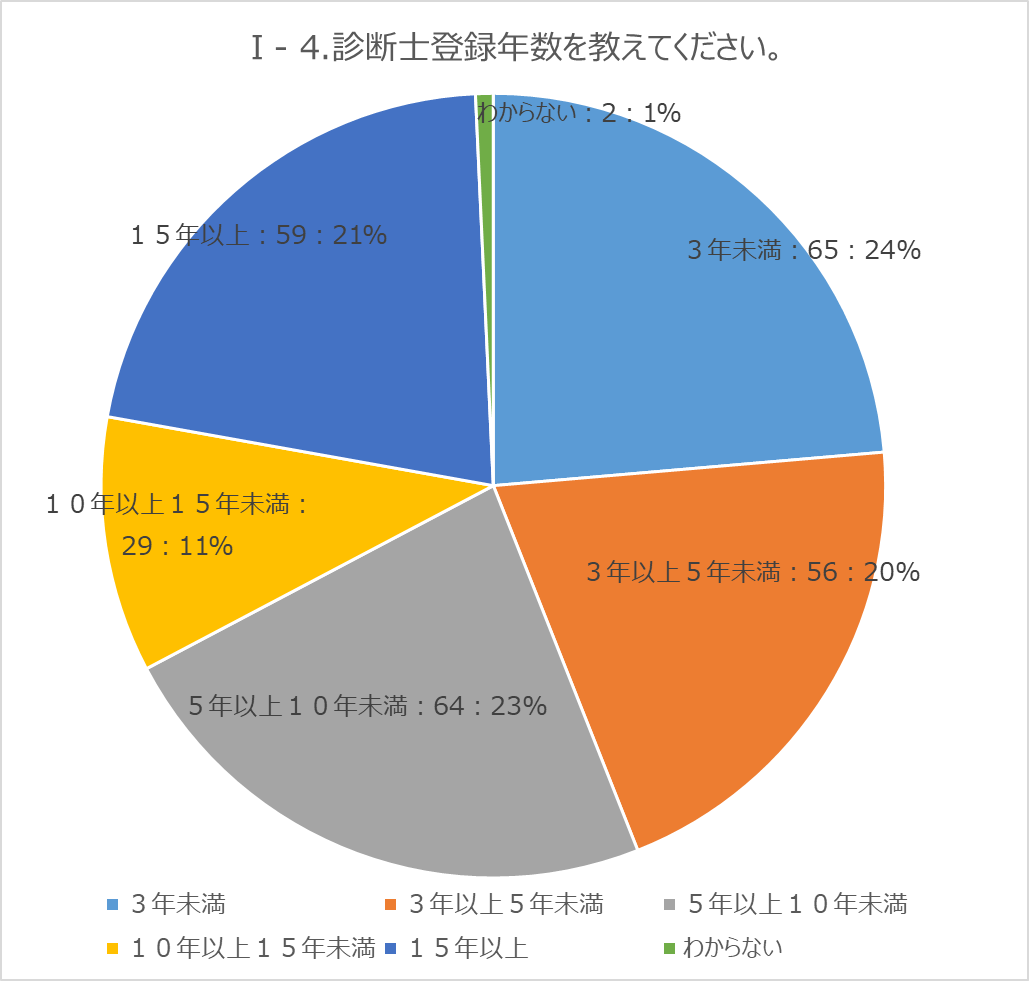 Ⅰ - ４.診断士登録年数を教えてください。
わからない：2：1%
３年未満：65：24%
１５年以上：59：21%
１０年以上１５年未満：
29：11%
３年以上５年未満：56：20%
５年以上１０年未満：64：23%
３年未満
３年以上５年未満
５年以上１０年未満
１０年以上１５年未満
１５年以上
わからない